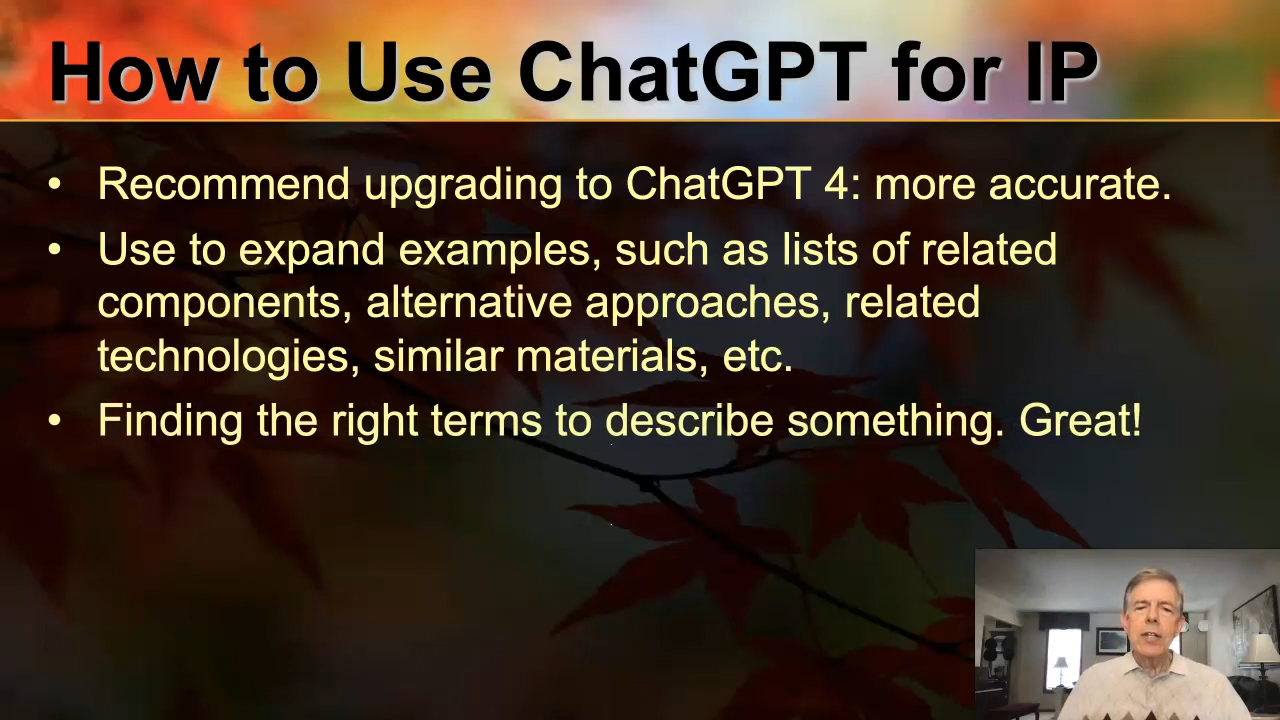 How to Use ChatGPT for IP
• Recommend upgrading to ChatGPT 4: more accurate.
• Use to expand examples, such as lists of related
components, alternative approaches, related
technologies, similar materials, etc.
• Finding the right terms to describe something. Great!